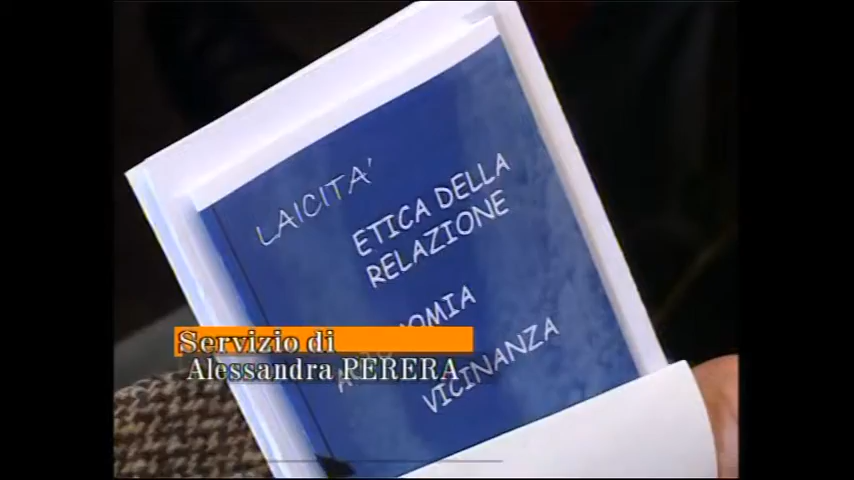 LAICITA'
ETICA DELLA
RELAZIONE
VICINANZA
Servizio di
Alessandra PERERA